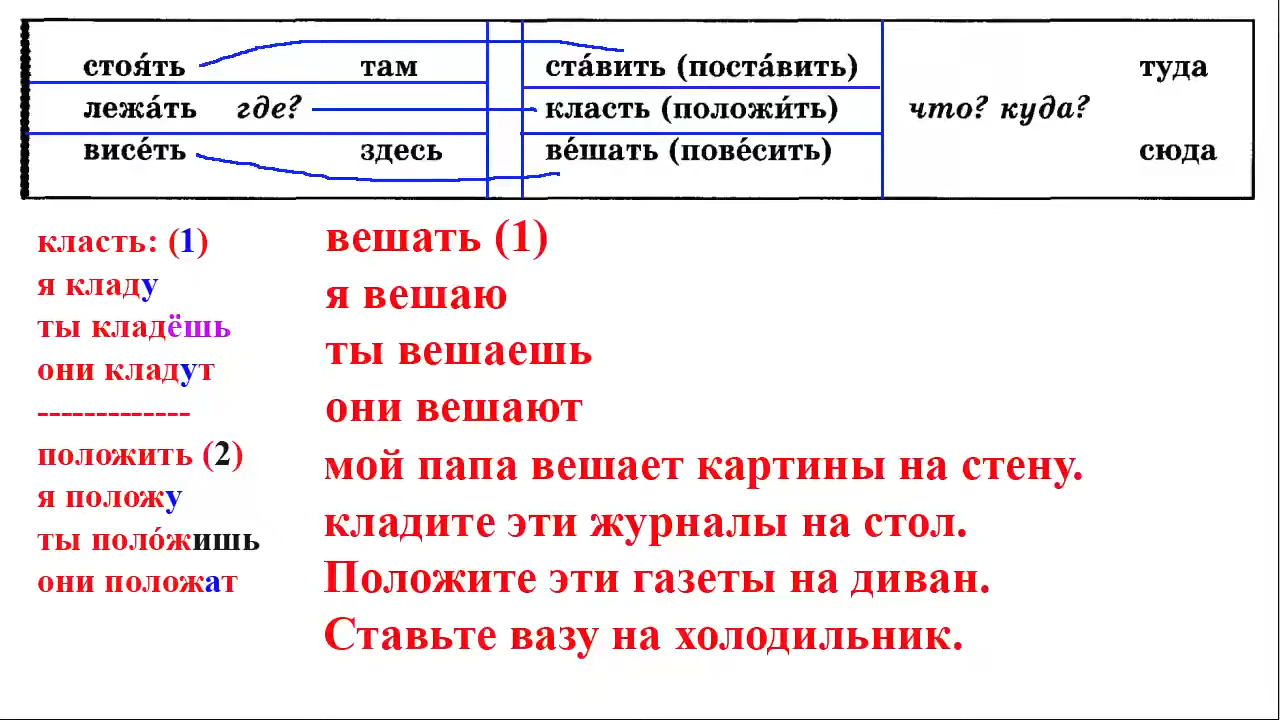 стоя́ть там ста́вить (поста́вить) туда
лежа́ть где? класть (положи́ть) что? куда?
висе́ть здесь ве́шать (пове́сить) сюда
класть: (1)
я кладу
ты кладёшь
они кладут
-------------
положить (2)
я положу
ты поло́жишь
они положат
вешать (1)
я вешаю
ты вешаешь
они вешают
мой папа вешает картины на стену.
кладите эти журналы на стол.
Положите эти газеты на диван.
Ставьте вазу на холодильник.